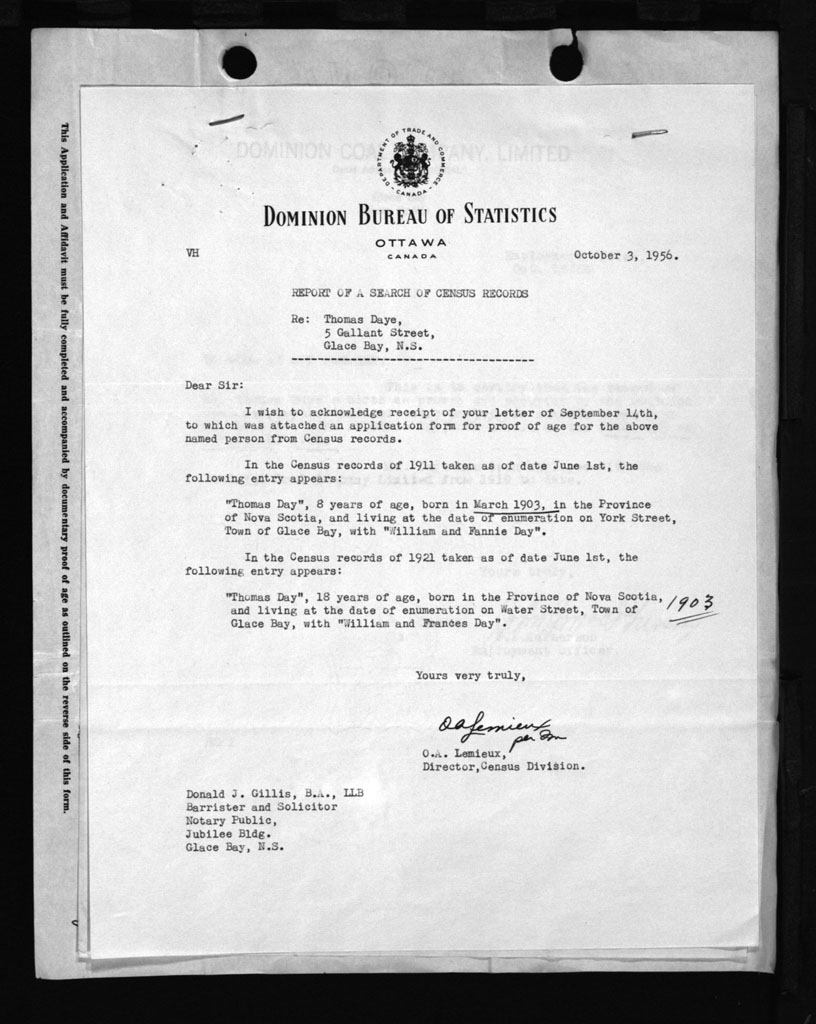 DEPARTMENT OF TRADE AND COMMERCE
CANADA
DOMINION COAL COMPANY, LIMITED
DOMINION BUREAU OF STATISTICS
OTTAWA
CANADA
VH
October 3, 1956.
REPORT OF A SEARCH OF CENSUS RECORDS
Re: Thomas Daye,
5 Gallant Street,
Glace Bay, N.S.
Dear Sir:
I wish to acknowledge receipt of your letter of September 14th,
to which was attached an application form for proof of age for the above
named person from Census records.
In the Census records of 1911 taken as of date June 1st, the
following entry appears:
"Thomas Day", 8 years of age, born in March 1903, in the Province
of Nova Scotia, and living at the date of enumeration on York Street,
Town of Glace Bay, with "William and Fannie Day".
In the Census records of 1921 taken as of date June 1st, the
following entry appears:
"Thomas Day", 18 years of age, born in the Province of Nova Scotia,
and living at the date of enumeration on Water Street, Town of
Glace Bay, with "William and Frances Day".
1903
Yours very truly,
OA Lemieux
per
O.A. Lemieux,
Director, Census Division.
Donald J. Gillis, B.A., LLB
Barrister and Solicitor
Notary Public,
Jubilee Bldg.
Glace Bay, N.S.
This Application and Affidavit must be fully completed and accompanied by documentary proof of age as outlined on the reverse side of this form.